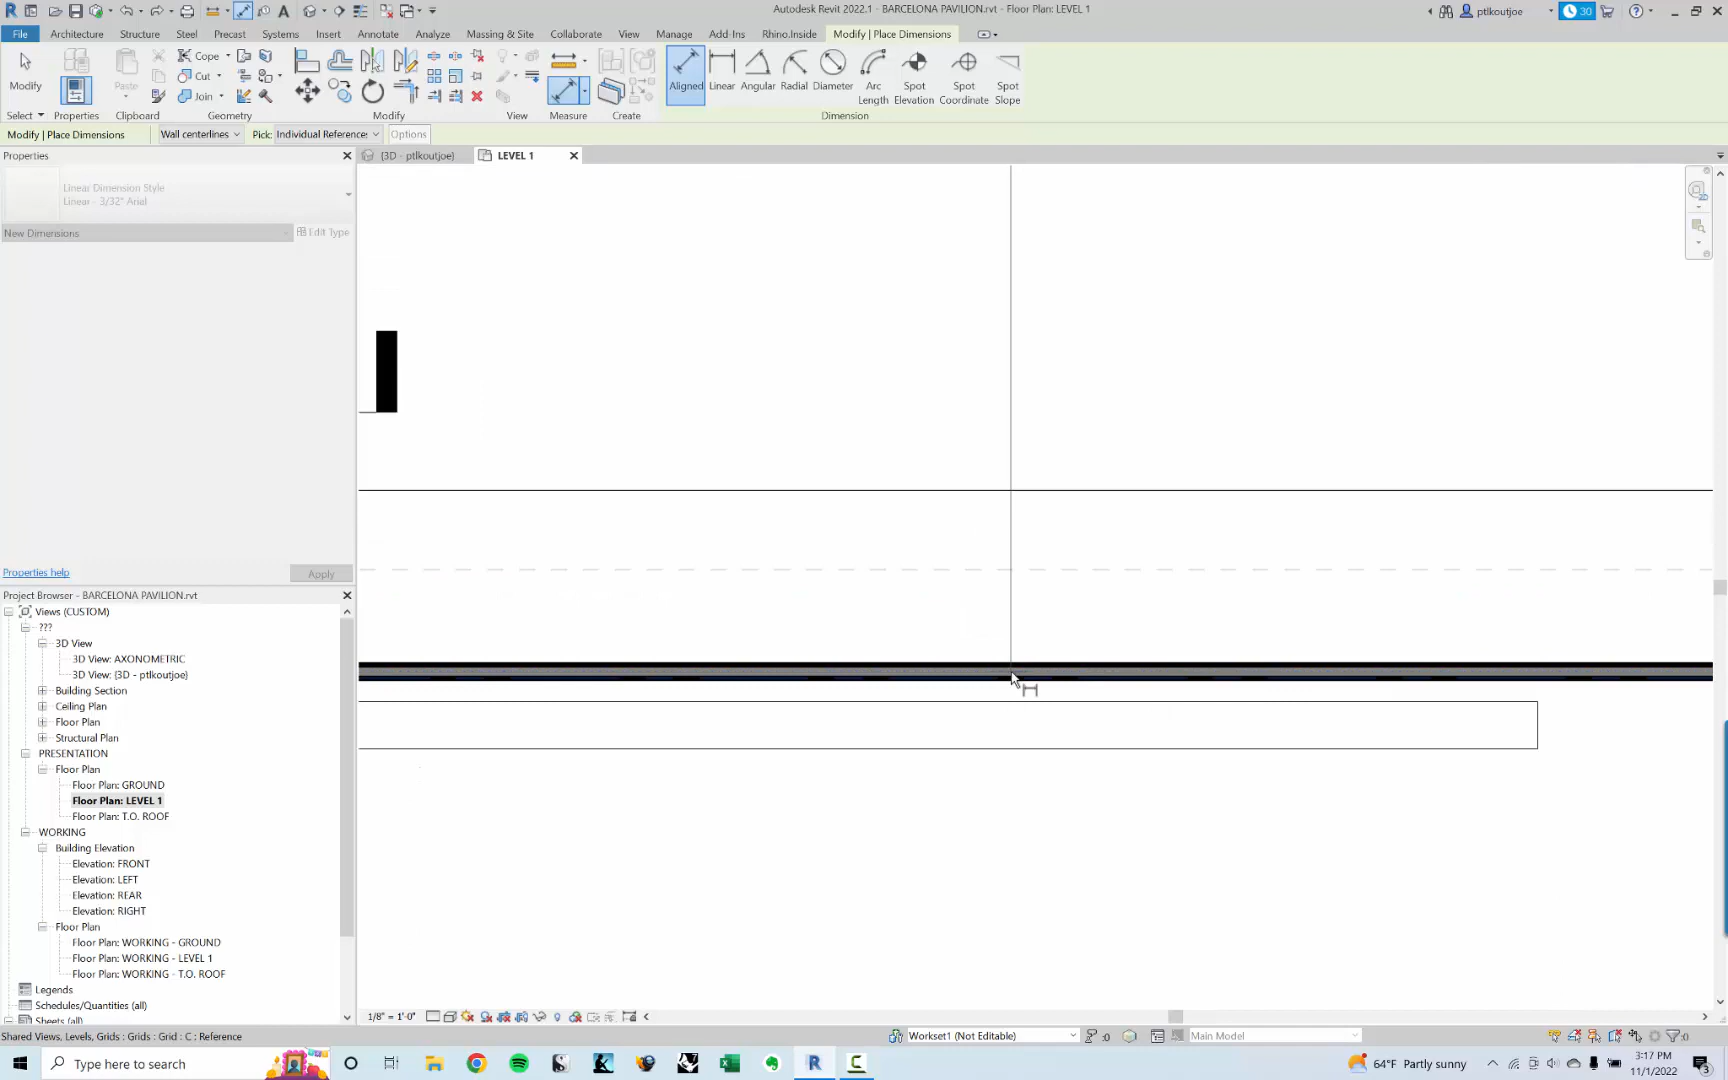 Autodesk Revit 2022.1 - BARCELONA PAVILION.rvt - Floor Plan: LEVEL 1
ptlkoutjoe
30
File Architecture Structure Steel Precast Systems Insert Annotate Analyze Massing & Site Collaborate View Manage Add-Ins Rhino.Inside Modify | Place Dimensions
Modify
Paste
Cope
Cut
Join
Aligned Linear Angular Radial Diameter Arc Length Spot Elevation Spot Coordinate Spot Slope
Select Properties Clipboard Geometry Modify View Measure Create Dimension
Modify | Place Dimensions Wall centerlines Pick: Individual Reference: Options
Properties
{3D - ptlkoutjoe}
LEVEL 1
Linear Dimension Style
Linear - 3/32" Arial
New Dimensions
Edit Type
Properties help
Apply
Project Browser - BARCELONA PAVILION.rvt
Views (CUSTOM)
???
3D View
3D View: AXONOMETRIC
3D View: {3D - ptlkoutjoe}
Building Section
Ceiling Plan
Floor Plan
Structural Plan
PRESENTATION
Floor Plan
Floor Plan: GROUND
Floor Plan: LEVEL 1
Floor Plan: T.O. ROOF
WORKING
Building Elevation
Elevation: FRONT
Elevation: LEFT
Elevation: REAR
Elevation: RIGHT
Floor Plan
Floor Plan: WORKING - GROUND
Floor Plan: WORKING - LEVEL 1
Floor Plan: WORKING - T.O. ROOF
Legends
Schedules/Quantities (all)
Sheets (all)
1/8" = 1'-0"
Shared Views, Levels, Grids : Grids : Grid : C : Reference
Workset1 (Not Editable)
:0
Main Model
:0
Type here to search
64°F Partly sunny
3:17 PM
11/1/2022
3